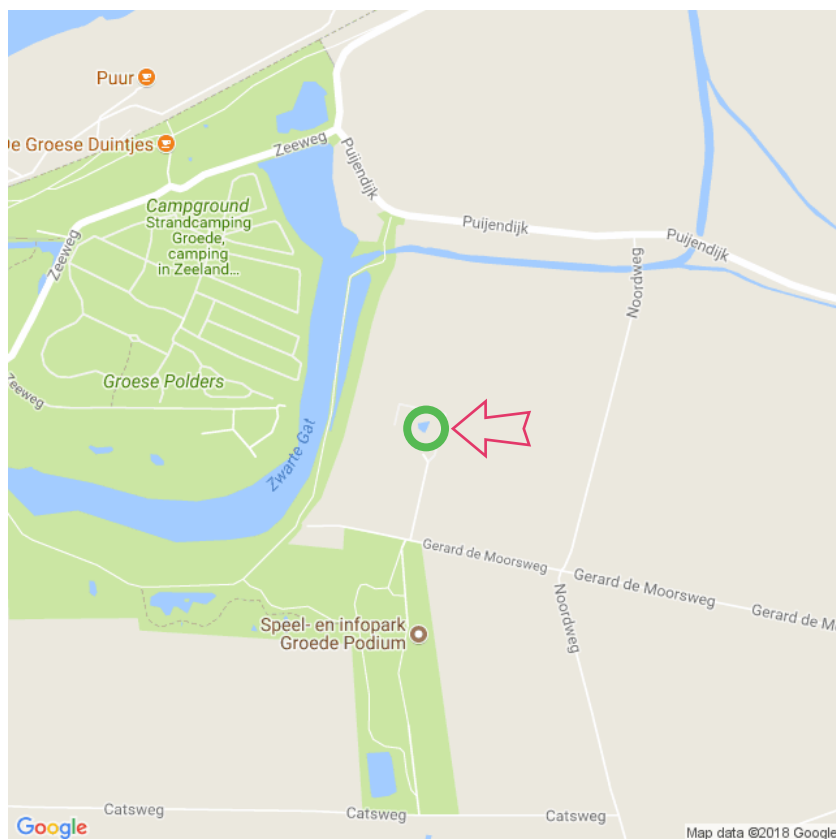 Puur
De Groese Duintjes
Zeeweg
Puijendijk
Campground
Strandcamping
Groede,
camping
in Zeeland...
Zeeweg
Puijendijk
Puijendijk
Noordweg
Groese Polders
Zeeweg
Zwarte Gat
Gerard de Moorsweg
Gerard de Moorsweg
Gerard de M
Noordweg
Speel- en infopark
Groede Podium
Catsweg
Catsweg
Catsweg
Google
Map data ©2018 Google